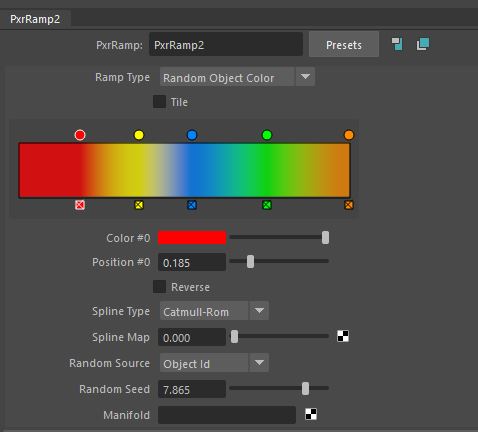 PxrRamp2
PxrRamp: PxrRamp2 Presets
Ramp Type Random Object Color
Tile
Color #0
Position #0 0.185
Reverse
Spline Type Catmull-Rom
Spline Map 0.000
Random Source Object Id
Random Seed 7.865
Manifold